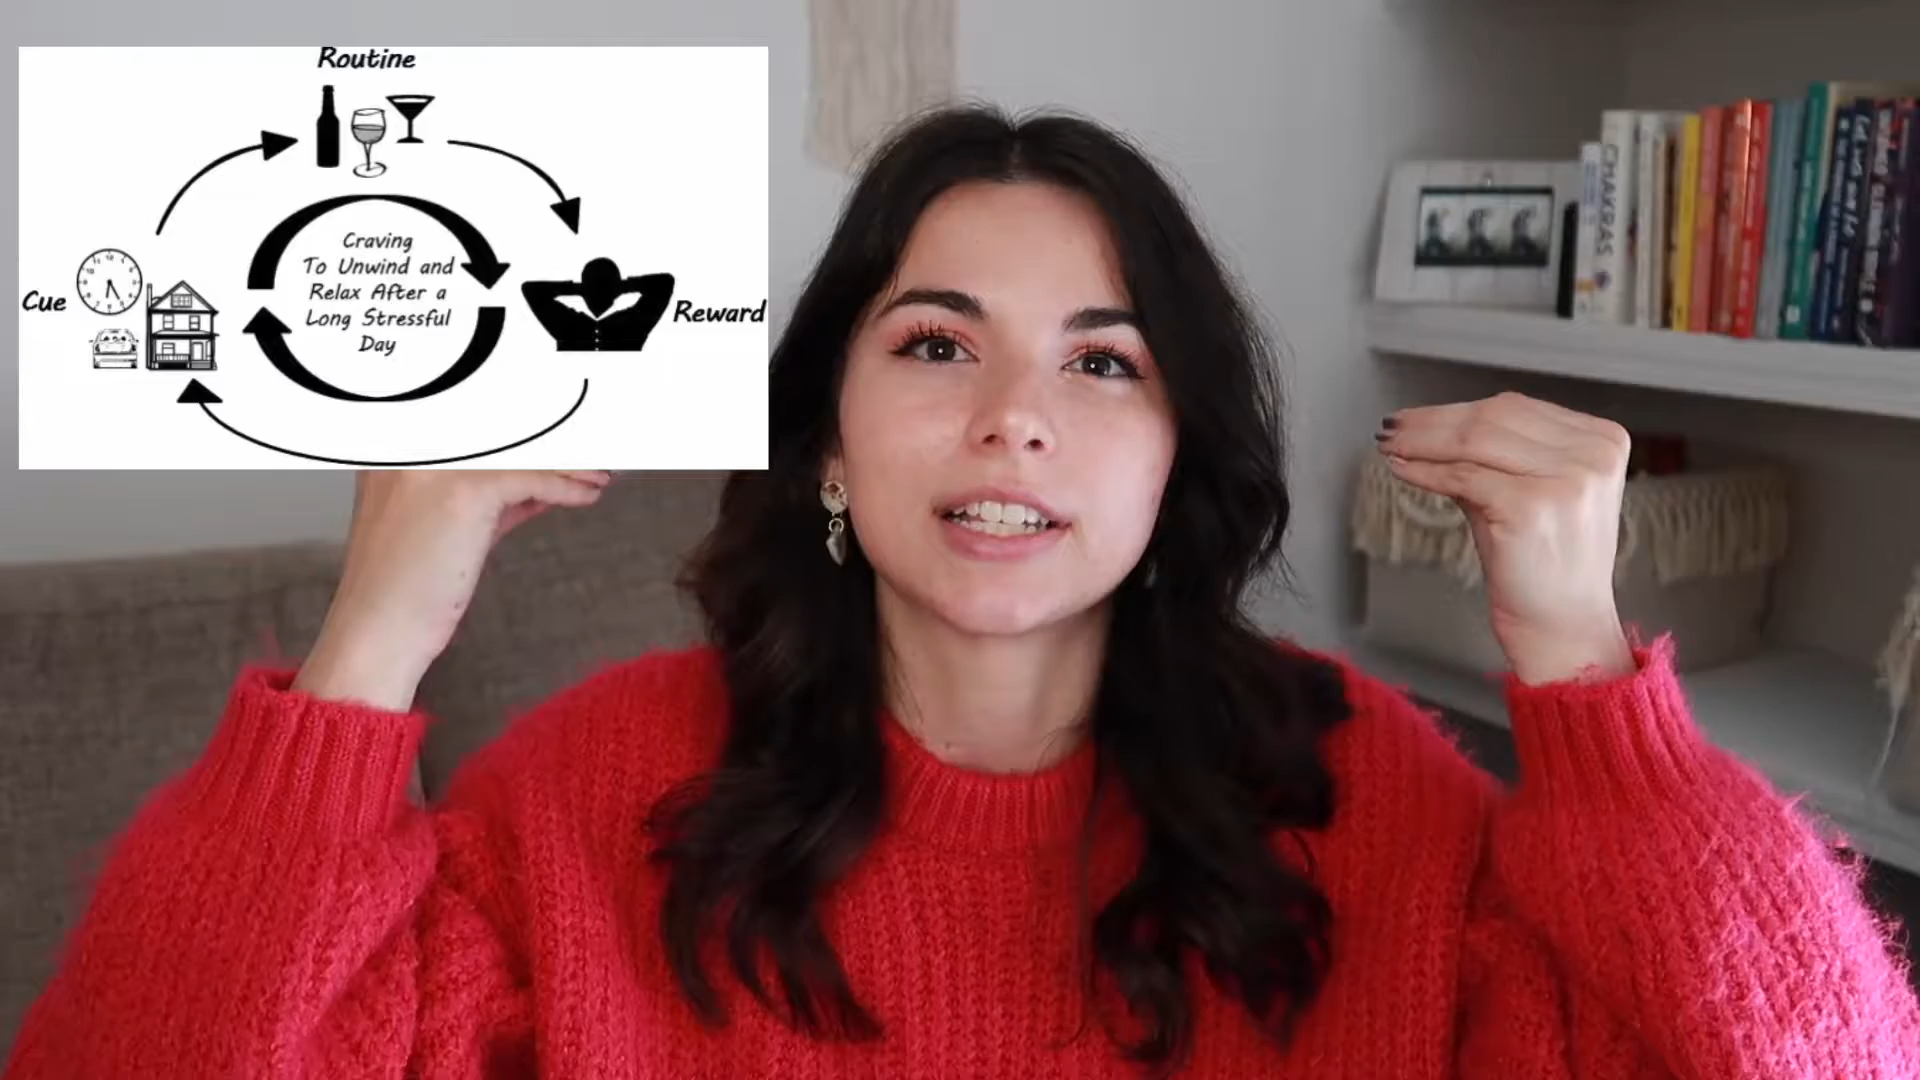 Routine
Craving
To Unwind and
Relax After a
Long Stressful
Day
Cue
Reward
CHAKRAS